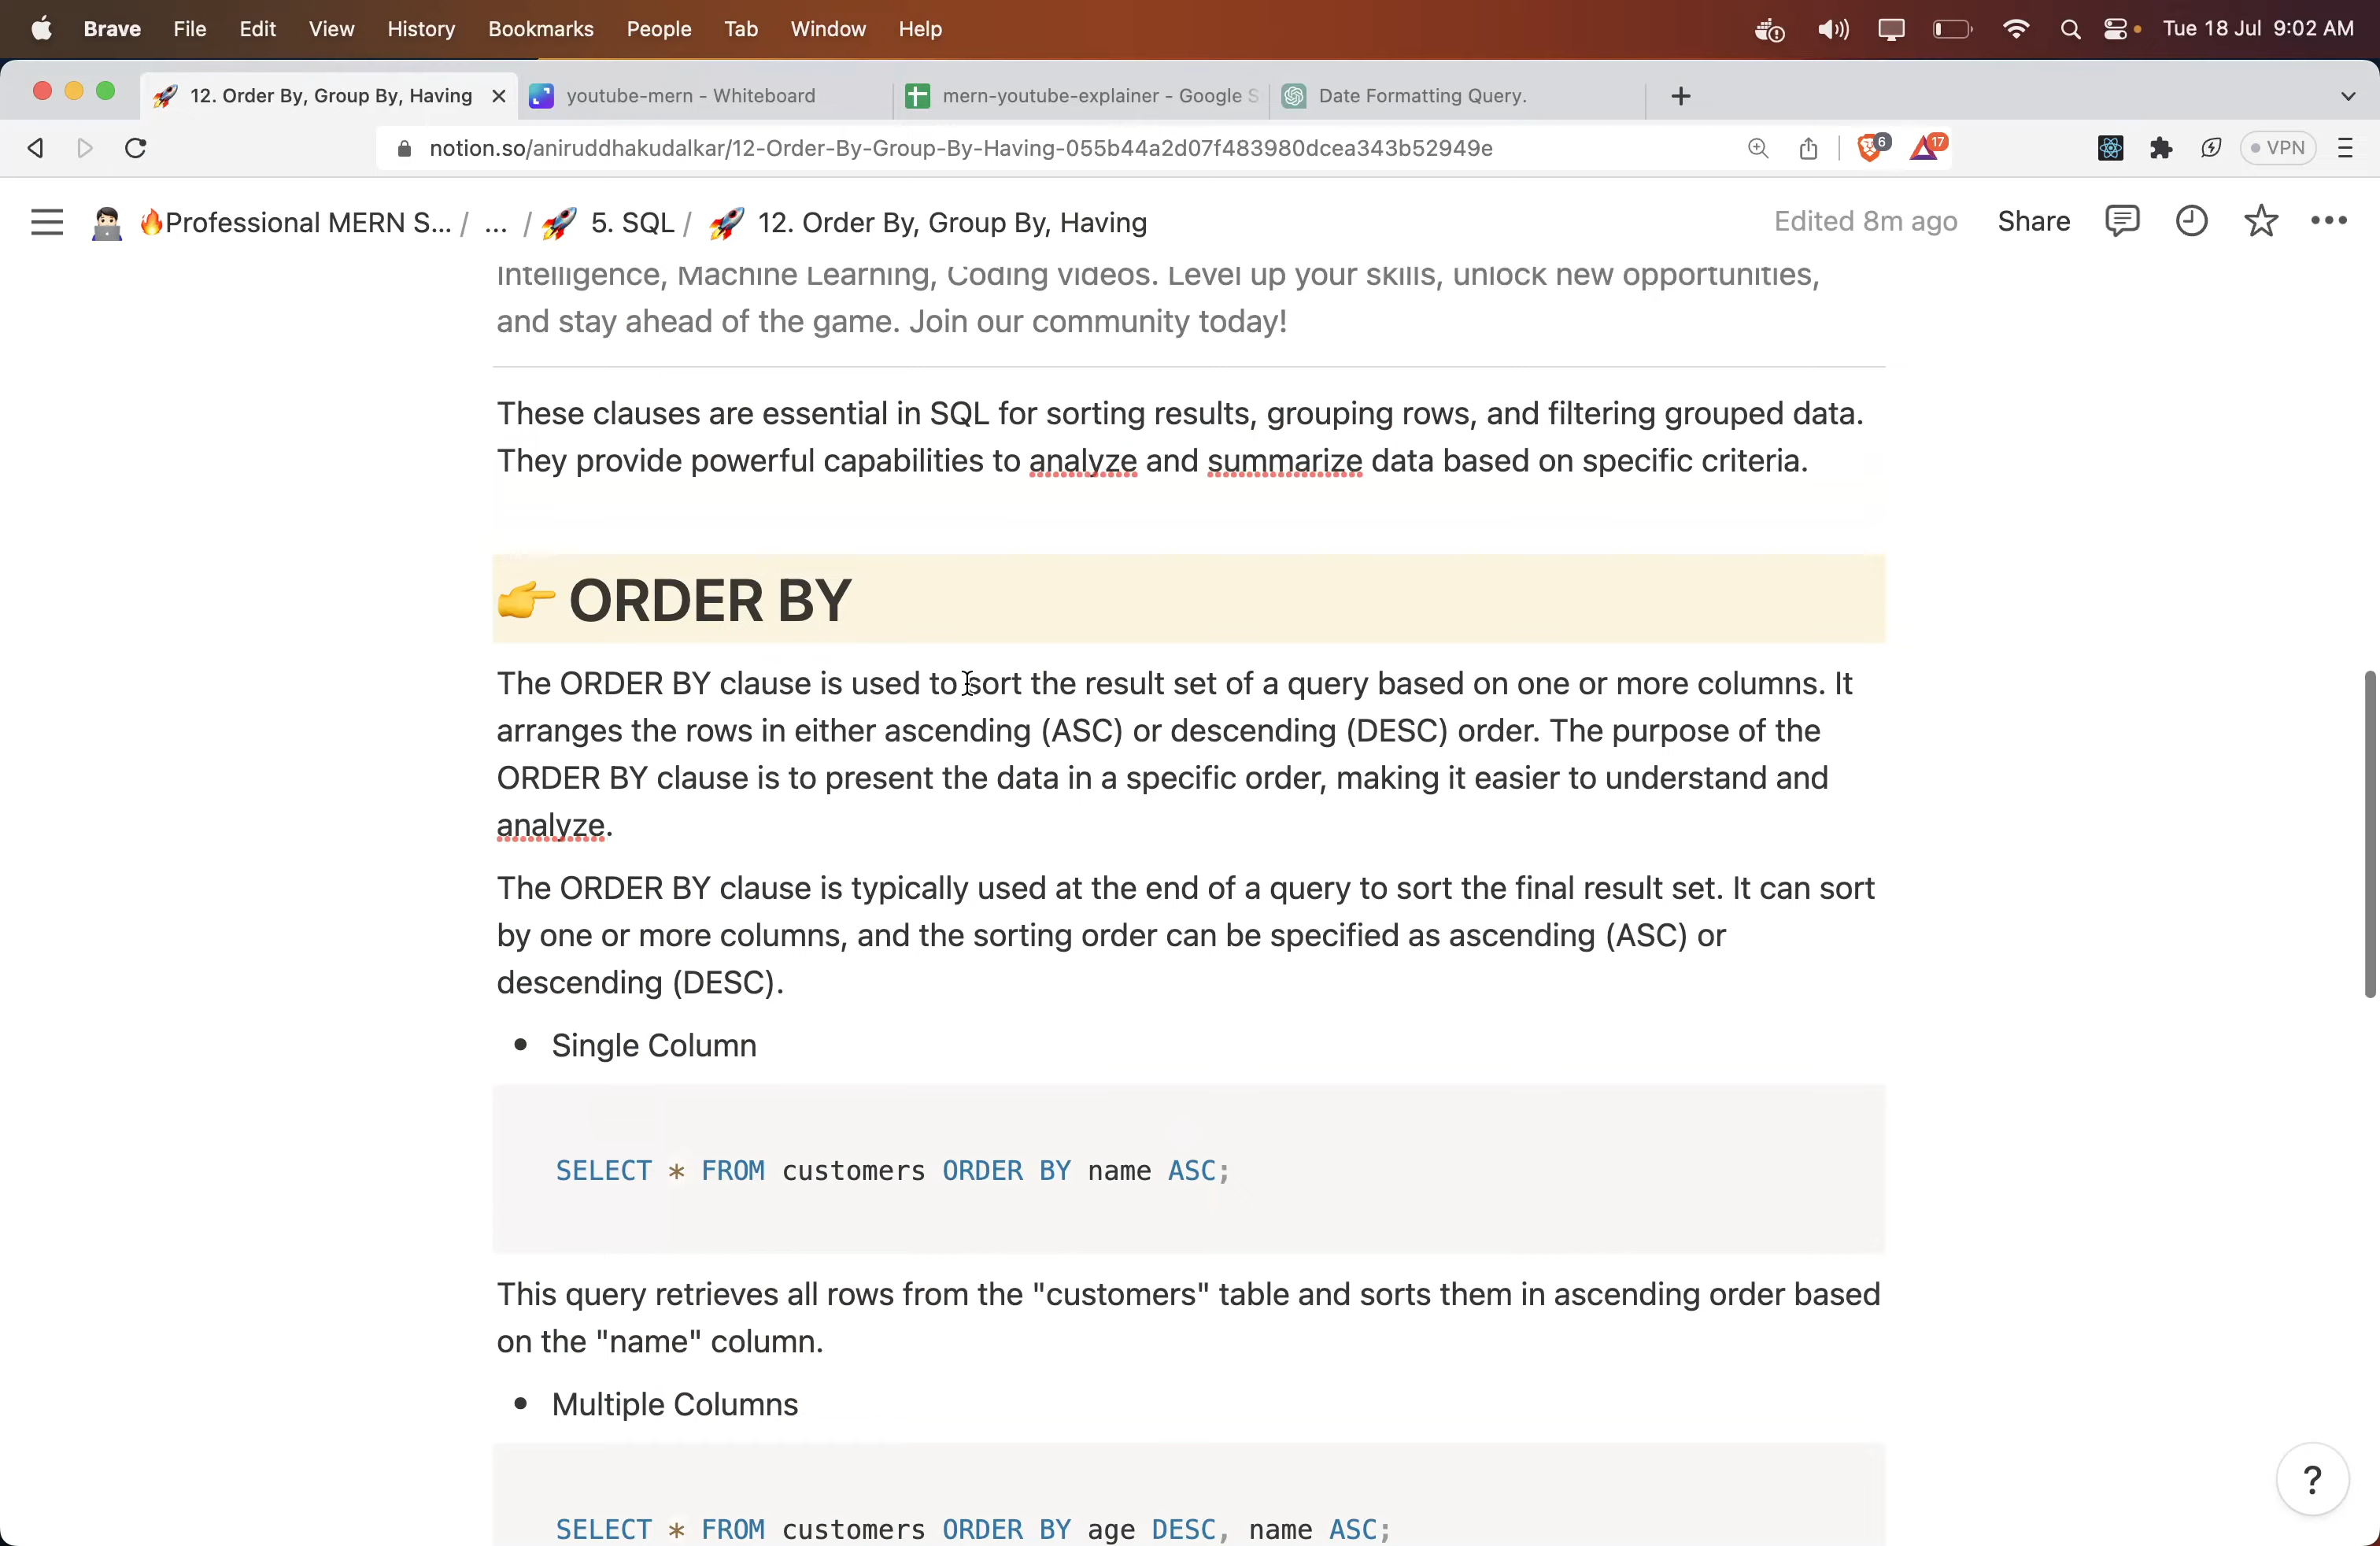 Brave File Edit View History Bookmarks People Tab Window Help Tue 18 Jul 9:02 AM
12. Order By, Group By, Having youtube-mern - Whiteboard mern-youtube-explainer - Google S Date Formatting Query.
notion.so/aniruddhakudalkar/12-Order-By-Group-By-Having-055b44a2d07f483980dcea343b52949e 6 17 VPN
Professional MERN S... / ... / 5. SQL / 12. Order By, Group By, Having Edited 8m ago Share
Intelligence, Machine Learning, Coding videos. Level up your skills, unlock new opportunities,
and stay ahead of the game. Join our community today!
These clauses are essential in SQL for sorting results, grouping rows, and filtering grouped data.
They provide powerful capabilities to analyze and summarize data based on specific criteria.
ORDER BY
The ORDER BY clause is used to sort the result set of a query based on one or more columns. It
arranges the rows in either ascending (ASC) or descending (DESC) order. The purpose of the
ORDER BY clause is to present the data in a specific order, making it easier to understand and
analyze.
The ORDER BY clause is typically used at the end of a query to sort the final result set. It can sort
by one or more columns, and the sorting order can be specified as ascending (ASC) or
descending (DESC).
• Single Column
SELECT * FROM customers ORDER BY name ASC;
This query retrieves all rows from the "customers" table and sorts them in ascending order based
on the "name" column.
• Multiple Columns
SELECT * FROM customers ORDER BY age DESC, name ASC;
?